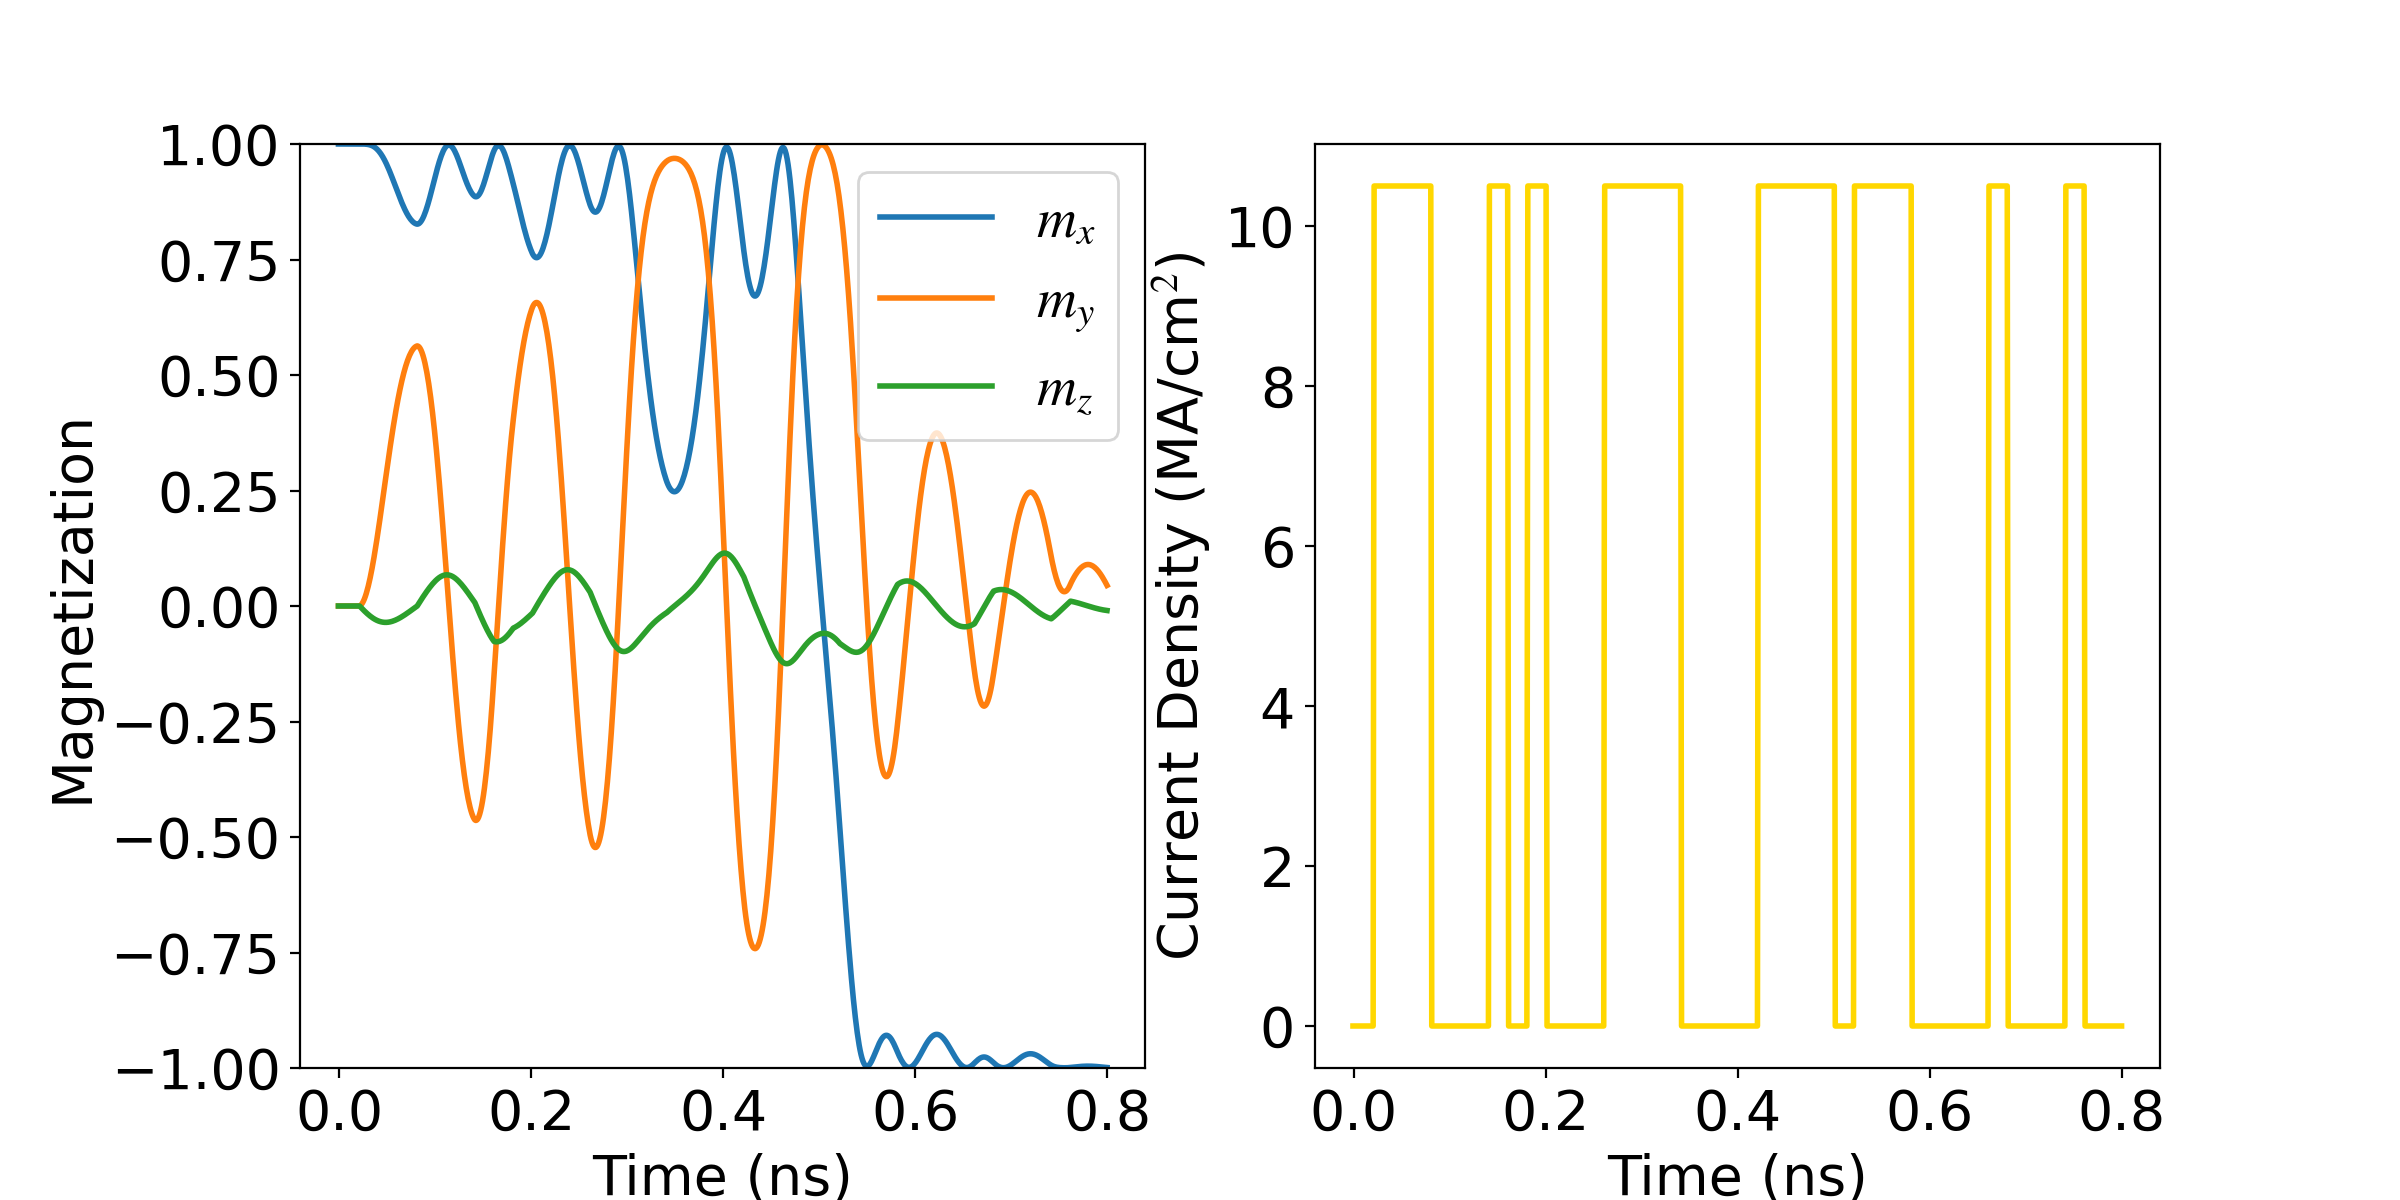 Magnetization
1.00
0.75
0.50
0.25
0.00
−0.25
−0.50
−0.75
−1.00
0.0 0.2 0.4 0.6 0.8
Time (ns)
m_x
m_y
m_z
Current Density (MA/cm²)
10
8
6
4
2
0
0.0 0.2 0.4 0.6 0.8
Time (ns)